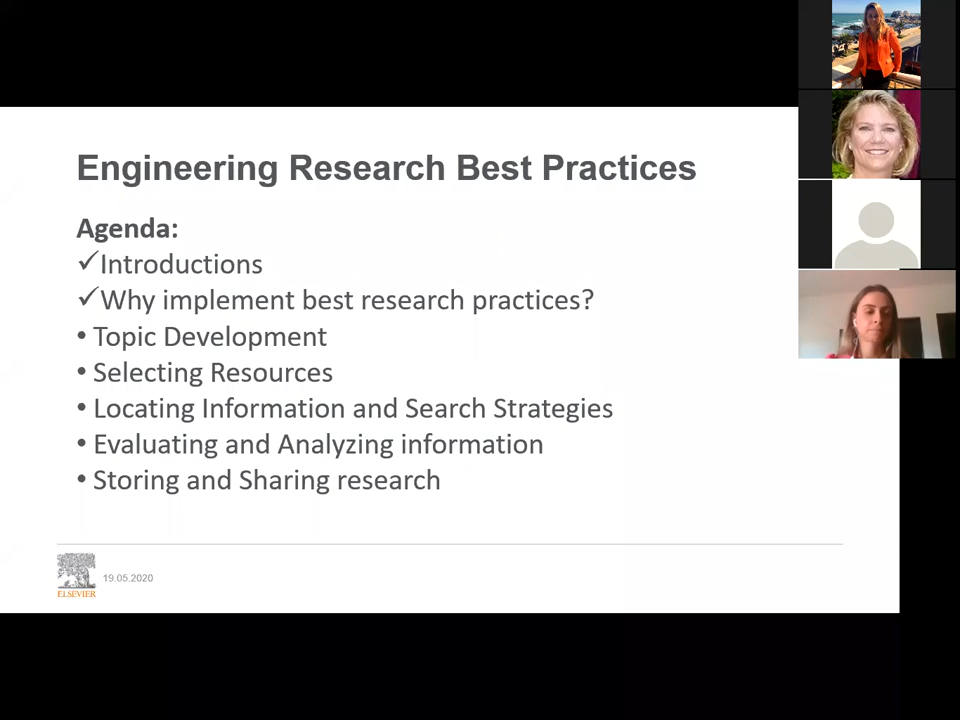 Engineering Research Best Practices
Agenda:
✓Introductions
✓Why implement best research practices?
• Topic Development
• Selecting Resources
• Locating Information and Search Strategies
• Evaluating and Analyzing information
• Storing and Sharing research
19.05.2020
ELSEVIER